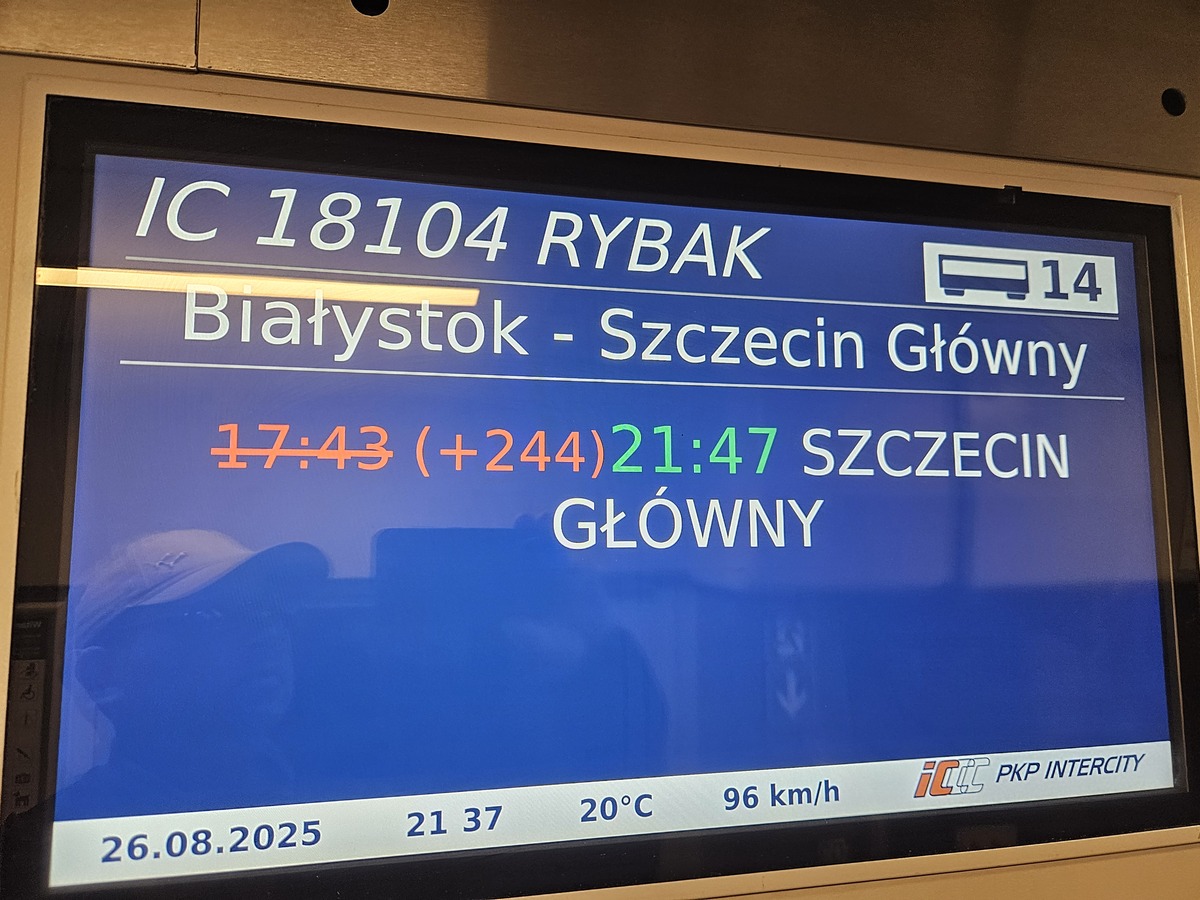 IC 18104 RYBAK
14
Białystok - Szczecin Główny
17:43 (+244)21:47 SZCZECIN
GŁÓWNY
26.08.2025 21 37 20°C 96 km/h IC PKP INTERCITY